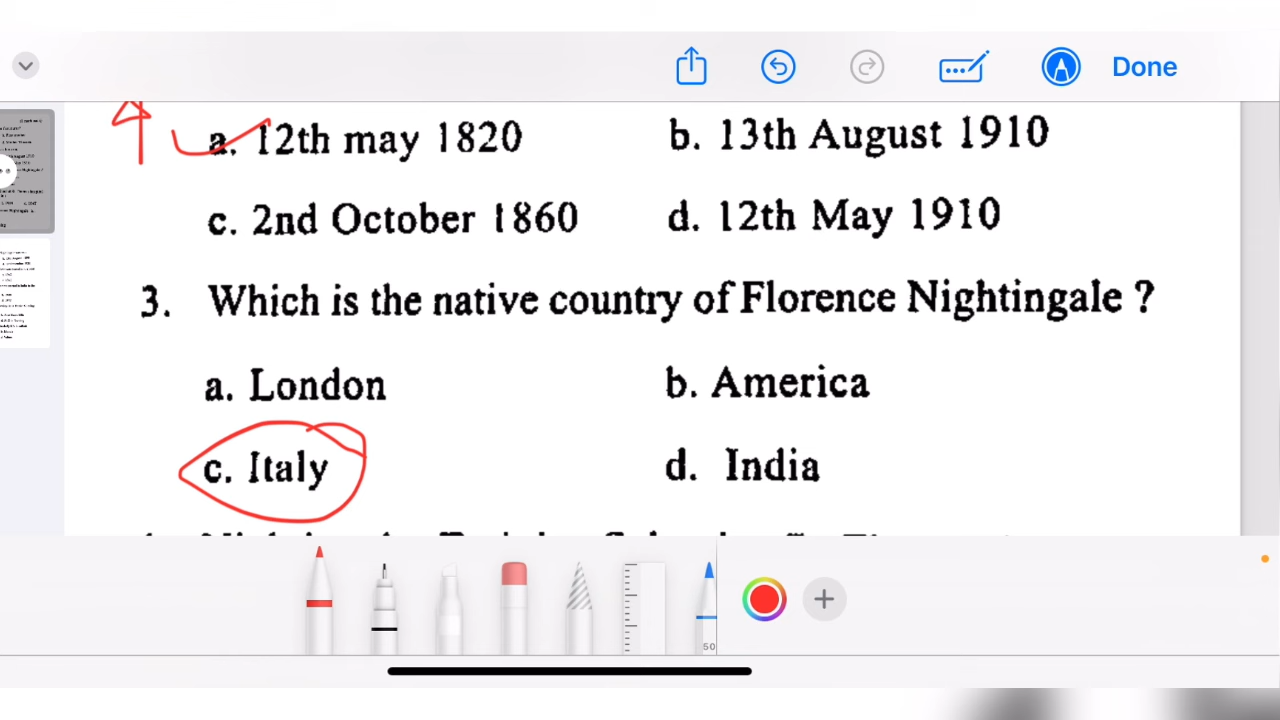 Done
a. 12th may 1820 b. 13th August 1910
c. 2nd October 1860 d. 12th May 1910
3. Which is the native country of Florence Nightingale ?
a. London b. America
c. Italy d. India
50